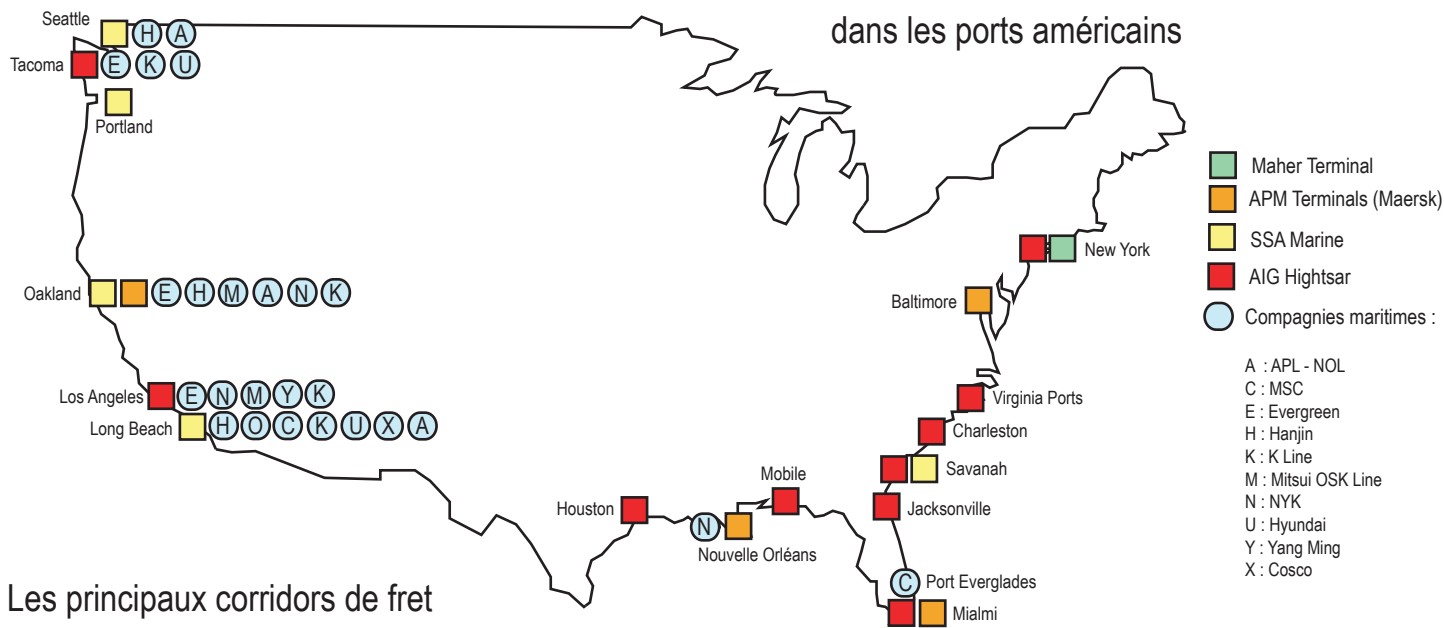 dans les ports américains
Seattle
H A
Tacoma
E K U
Portland
Oakland
E H M A N K
Los Angeles
E N M Y K
Long Beach
H O C K U X A
Houston
N
Nouvelle Orléans
Mobile
New York
Baltimore
Virginia Ports
Charleston
Savanah
Jacksonville
C
Port Everglades
Mialmi
Maher Terminal
APM Terminals (Maersk)
SSA Marine
AIG Hightsar
Compagnies maritimes :
A : APL - NOL
C : MSC
E : Evergreen
H : Hanjin
K : K Line
M : Mitsui OSK Line
N : NYK
U : Hyundai
Y : Yang Ming
X : Cosco
Les principaux corridors de fret